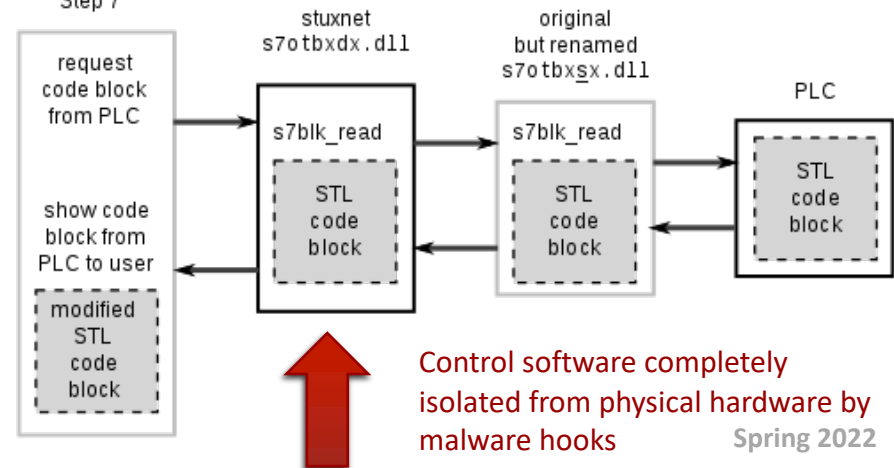 Step 7
request
code block
from PLC
show code
block from
PLC to user
modified
STL
code
block
stuxnet
s7otbxdx.dll
s7blk_read
STL
code
block
original
but renamed
s7otbxsx.dll
s7blk_read
STL
code
block
PLC
STL
code
block
Control software completely
isolated from physical hardware by
malware hooks
Spring 2022